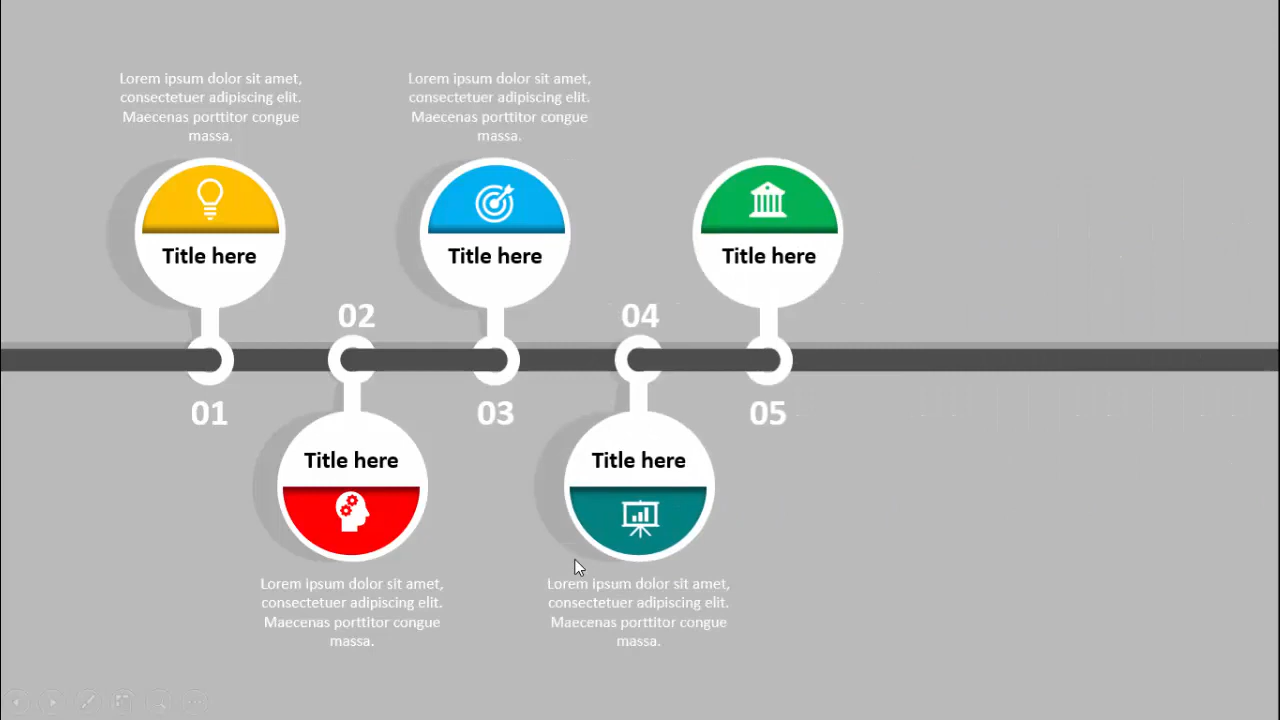 Lorem ipsum dolor sit amet,
consectetuer adipiscing elit.
Maecenas porttitor congue
massa.
Lorem ipsum dolor sit amet,
consectetuer adipiscing elit.
Maecenas porttitor congue
massa.
Title here
Title here
Title here
02
04
01
03
05
Title here
Title here
Lorem ipsum dolor sit amet,
consectetuer adipiscing elit.
Maecenas porttitor congue
massa.
Lorem ipsum dolor sit amet,
consectetuer adipiscing elit.
Maecenas porttitor congue
massa.